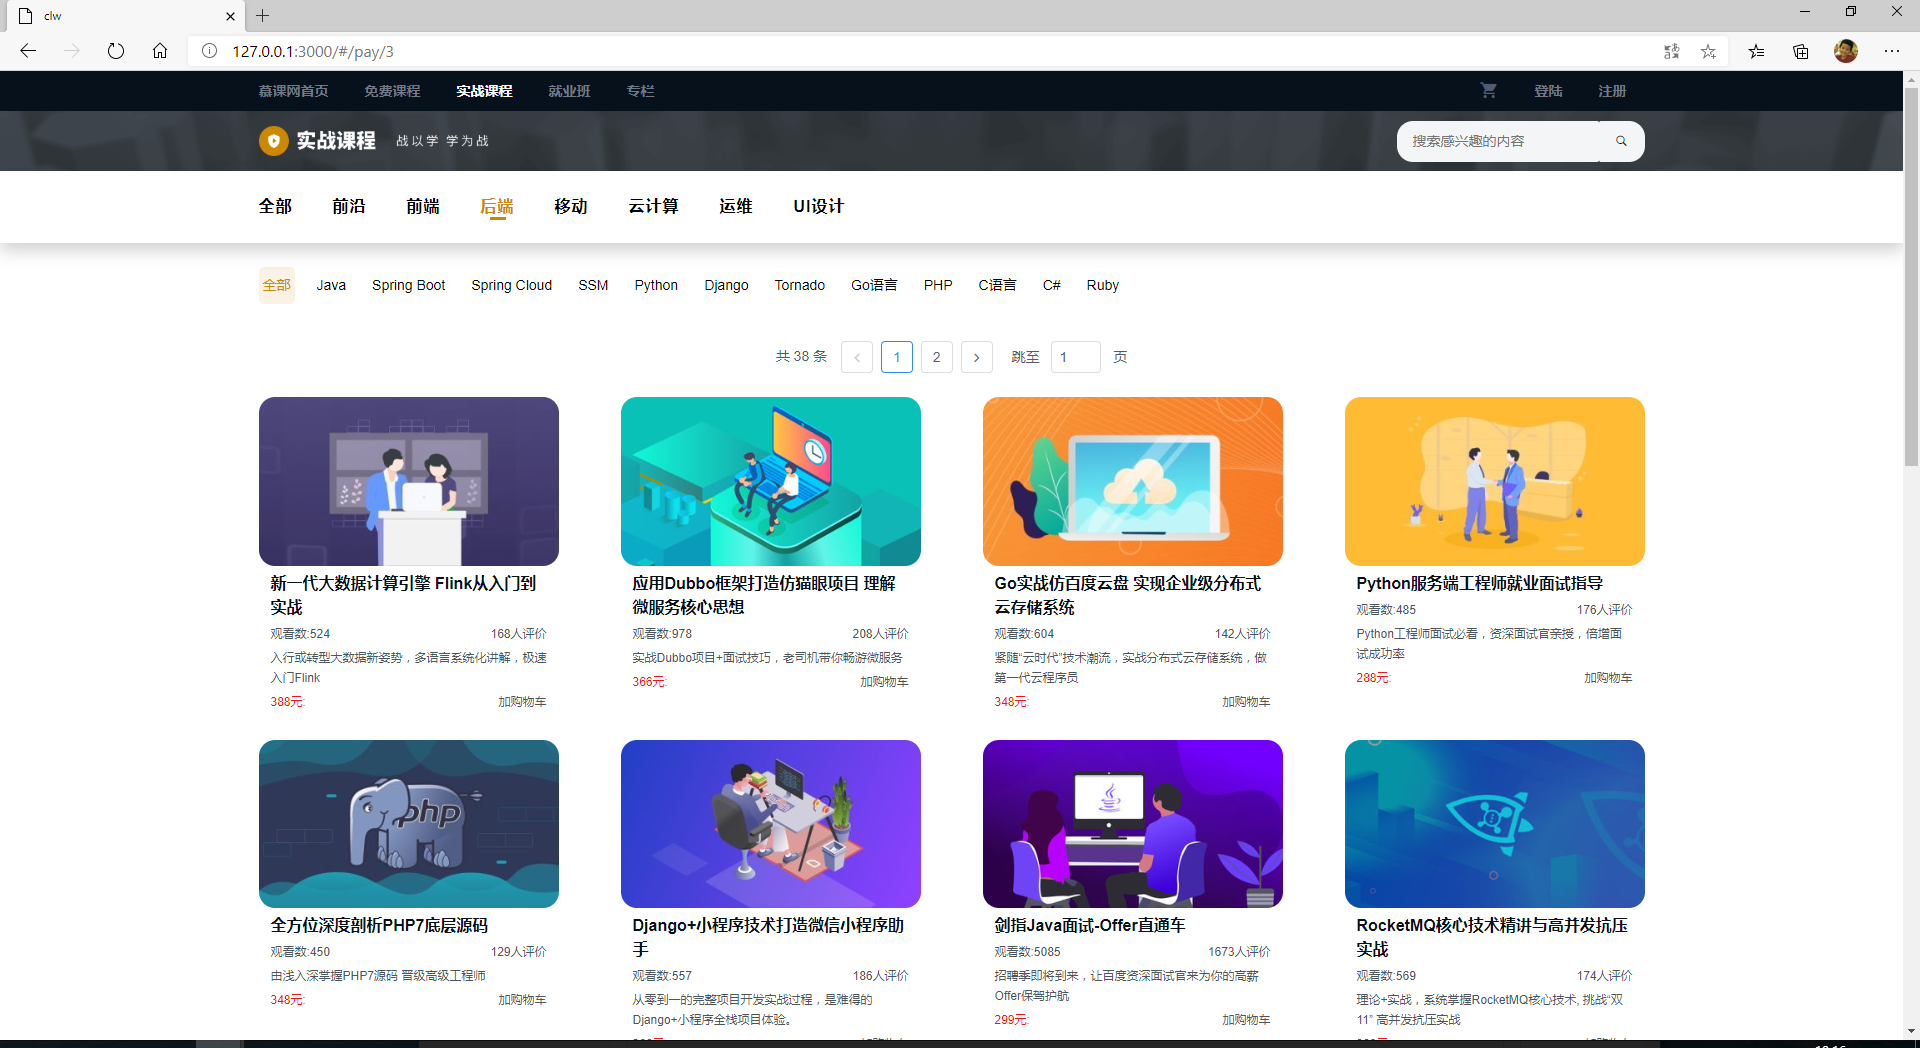 clw
127.0.0.1:3000/#/pay/3
慕课网首页 免费课程 实战课程 就业班 专栏 登陆 注册
实战课程 战以学 学为战 搜索感兴趣的内容
全部 前沿 前端 后端 移动 云计算 运维 UI设计
全部 Java Spring Boot Spring Cloud SSM Python Django Tornado Go语言 PHP C语言 C# Ruby
共 38 条 1 2 跳至 1 页
新一代大数据计算引擎 Flink从入门到
实战
观看数:524 168人评价
入行或转型大数据新姿势，多语言系统化讲解，极速
入门Flink
388元: 加购物车
应用Dubbo框架打造仿猫眼项目 理解
微服务核心思想
观看数:978 208人评价
实战Dubbo项目+面试技巧，老司机带你畅游微服务
366元: 加购物车
Go实战仿百度云盘 实现企业级分布式
云存储系统
观看数:604 142人评价
紧随“云时代”技术潮流，实战分布式云存储系统，做
第一代云程序员
348元: 加购物车
Python服务端工程师就业面试指导
观看数:485 176人评价
Python工程师面试必看，资深面试官亲授，倍增面
试成功率
288元: 加购物车
php
全方位深度剖析PHP7底层源码
观看数:450 129人评价
由浅入深掌握PHP7源码 晋级高级工程师
348元: 加购物车
Django+小程序技术打造微信小程序助
手
观看数:557 186人评价
从零到一的完整项目开发实战过程，是难得的
Django+小程序全栈项目体验。
剑指Java面试-Offer直通车
观看数:5085 1673人评价
招聘季即将到来，让百度资深面试官来为你的高薪
Offer保驾护航
299元: 加购物车
RocketMQ核心技术精讲与高并发抗压
实战
观看数:569 174人评价
理论+实战，系统掌握RocketMQ核心技术, 挑战“双
11” 高并发抗压实战